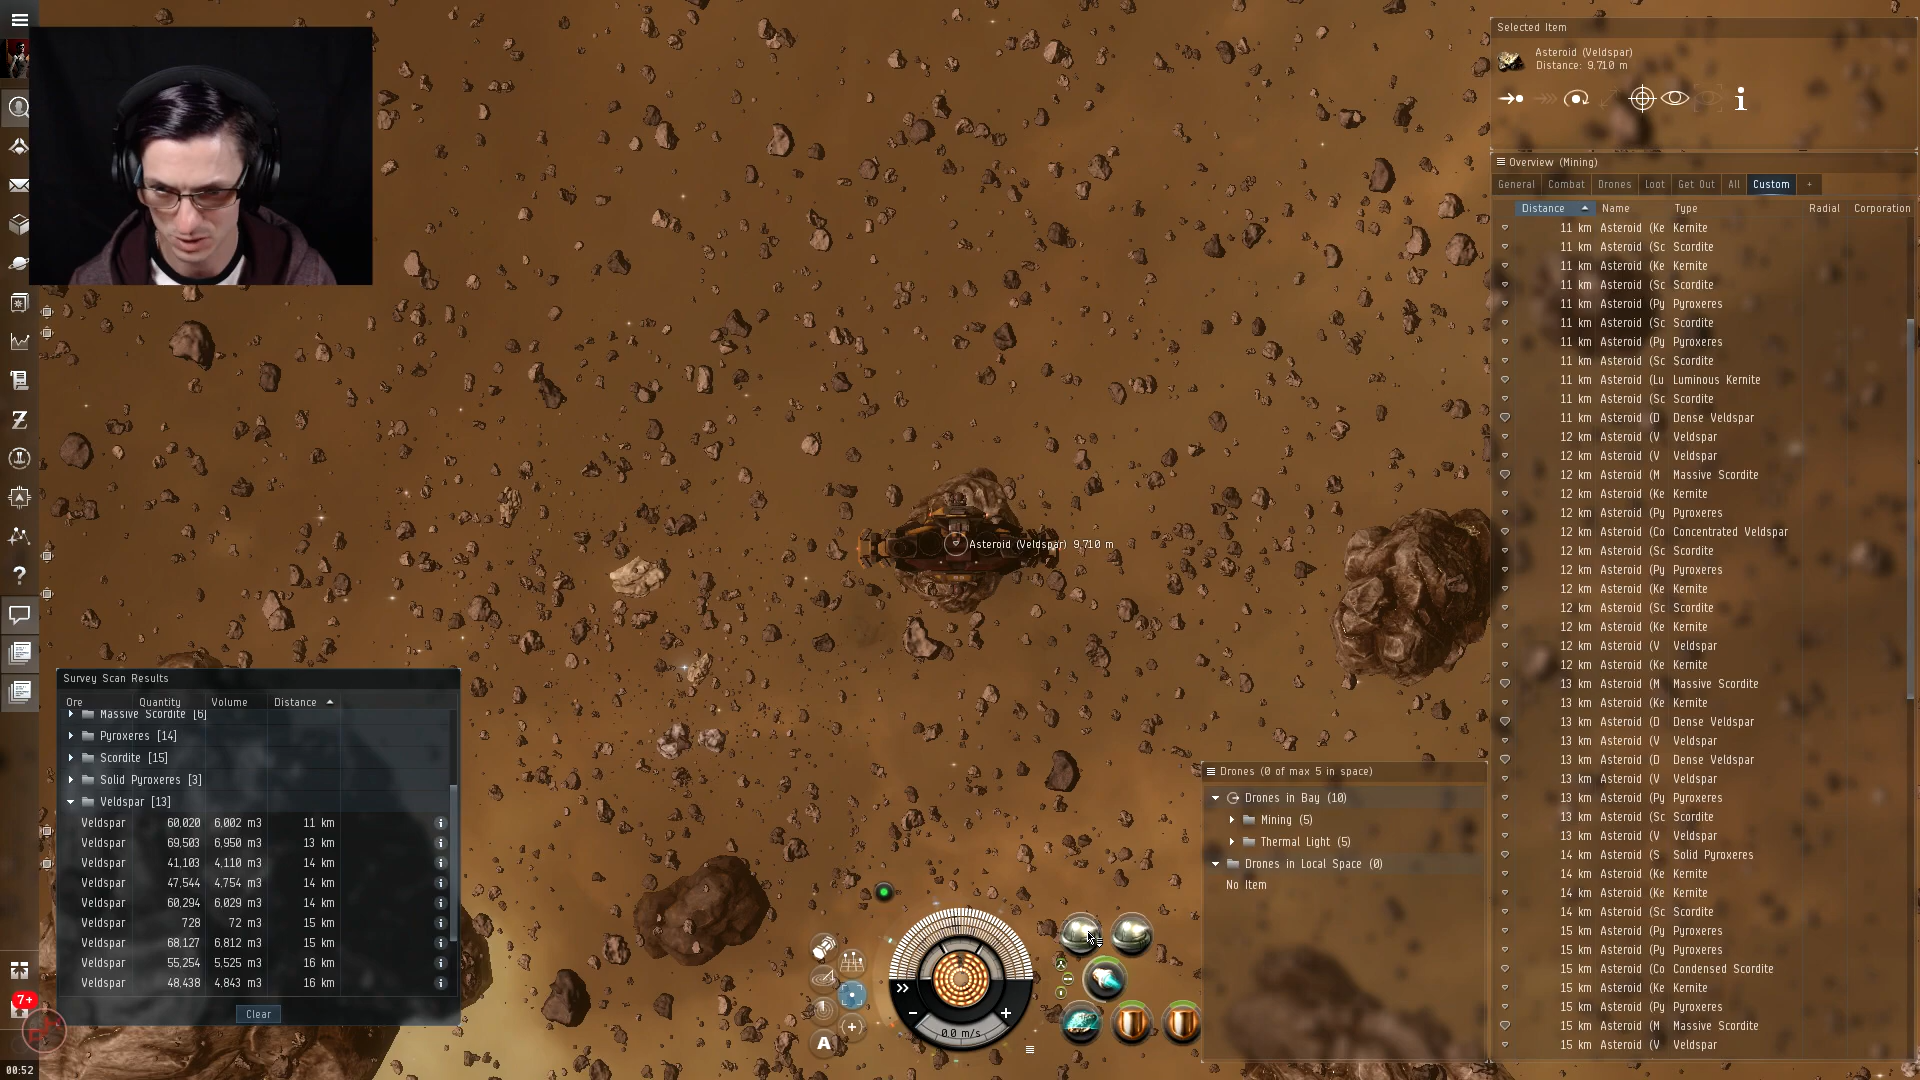 Selected Item
Asteroid (Veldspar)
Distance: 9,710 m
Overview (Mining)
General Combat Drones Loot Get Out All Custom +
Distance Name Type Radial Corporation
11 km Asteroid (Ke Kernite
11 km Asteroid (Sc Scordite
11 km Asteroid (Ke Kernite
11 km Asteroid (Sc Scordite
11 km Asteroid (Py Pyroxeres
11 km Asteroid (Sc Scordite
11 km Asteroid (Py Pyroxeres
11 km Asteroid (Sc Scordite
11 km Asteroid (Lu Luminous Kernite
11 km Asteroid (Sc Scordite
11 km Asteroid (D Dense Veldspar
12 km Asteroid (V Veldspar
12 km Asteroid (V Veldspar
12 km Asteroid (M Massive Scordite
12 km Asteroid (Ke Kernite
12 km Asteroid (Py Pyroxeres
12 km Asteroid (Co Concentrated Veldspar
12 km Asteroid (Sc Scordite
12 km Asteroid (Py Pyroxeres
12 km Asteroid (Ke Kernite
12 km Asteroid (Sc Scordite
12 km Asteroid (Ke Kernite
12 km Asteroid (V Veldspar
12 km Asteroid (Ke Kernite
13 km Asteroid (M Massive Scordite
13 km Asteroid (Ke Kernite
13 km Asteroid (D Dense Veldspar
13 km Asteroid (V Veldspar
13 km Asteroid (D Dense Veldspar
13 km Asteroid (V Veldspar
13 km Asteroid (Py Pyroxeres
13 km Asteroid (Sc Scordite
13 km Asteroid (V Veldspar
14 km Asteroid (S Solid Pyroxeres
14 km Asteroid (Ke Kernite
14 km Asteroid (Ke Kernite
14 km Asteroid (Sc Scordite
15 km Asteroid (Py Pyroxeres
15 km Asteroid (Py Pyroxeres
15 km Asteroid (Co Condensed Scordite
15 km Asteroid (Ke Kernite
15 km Asteroid (Py Pyroxeres
15 km Asteroid (M Massive Scordite
15 km Asteroid (V Veldspar
Asteroid (Veldspar) 9,710 m
Survey Scan Results
Ore Quantity Volume Distance
Massive Scordite [6]
Pyroxeres [14]
Scordite [15]
Solid Pyroxeres [3]
Veldspar [13]
Veldspar 60,020 6,002 m3 11 km
Veldspar 69,503 6,950 m3 13 km
Veldspar 41,103 4,110 m3 14 km
Veldspar 47,544 4,754 m3 14 km
Veldspar 60,294 6,029 m3 14 km
Veldspar 728 72 m3 15 km
Veldspar 68,127 6,812 m3 15 km
Veldspar 55,254 5,525 m3 16 km
Veldspar 48,438 4,843 m3 16 km
Clear
Drones (0 of max 5 in space)
Drones in Bay (10)
Mining (5)
Thermal Light (5)
Drones in Local Space (0)
No Item
0.0 m/s
A
7+
00:52